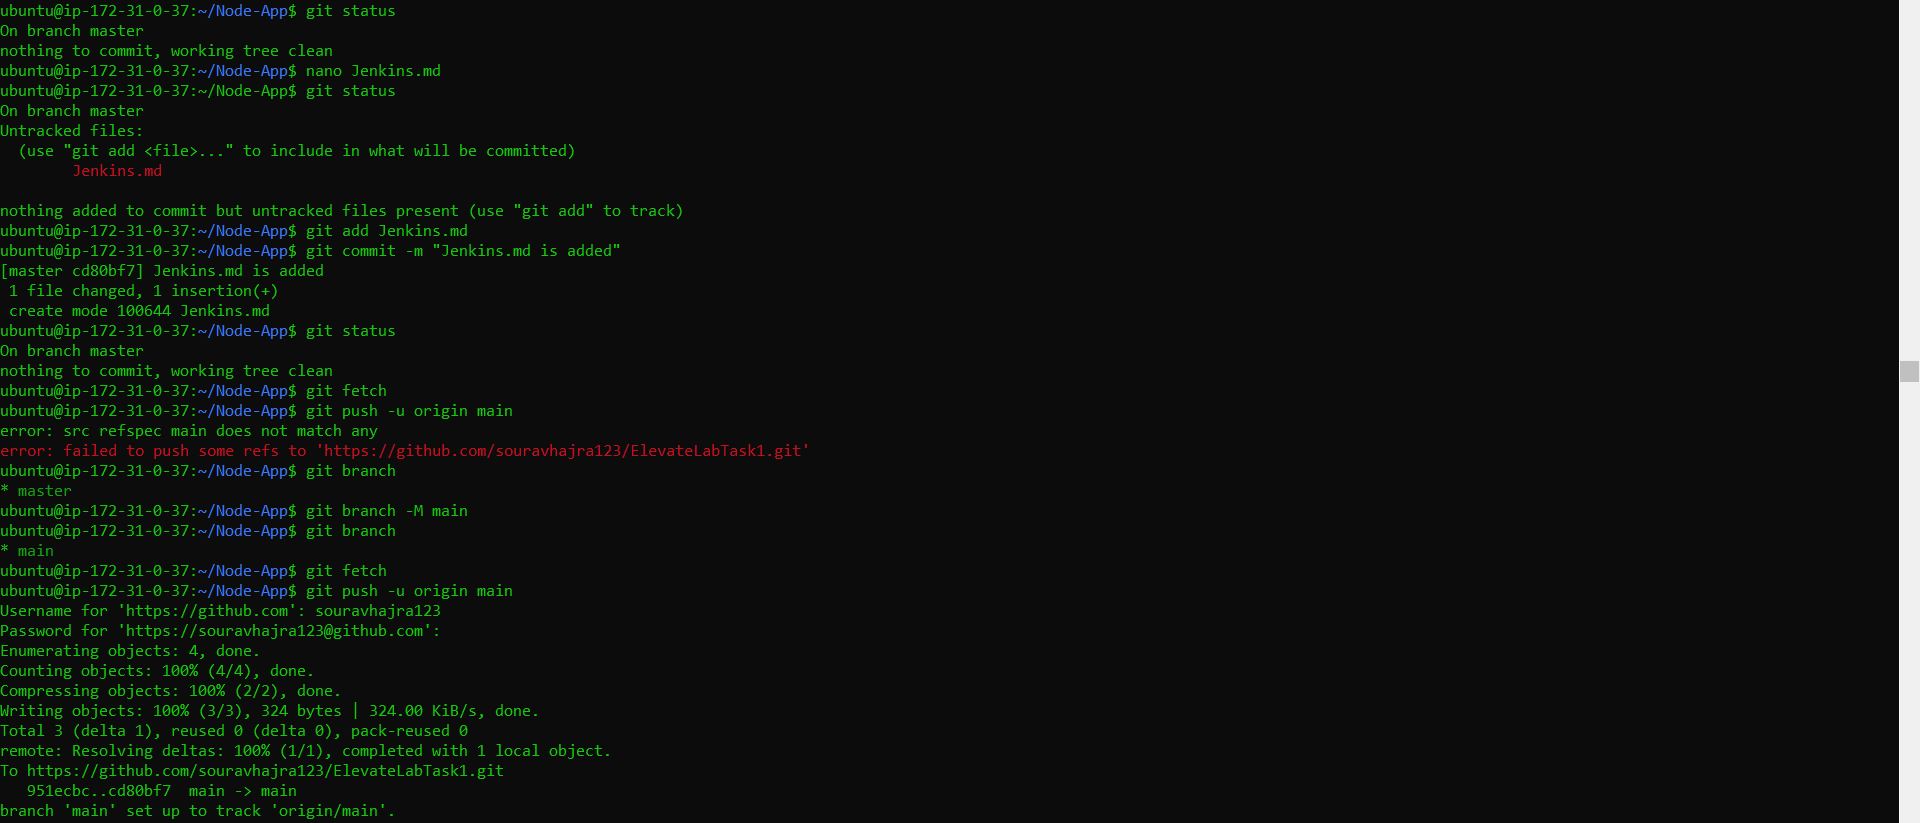 ubuntu@ip-172-31-0-37:~/Node-App$ git status
On branch master
nothing to commit, working tree clean
ubuntu@ip-172-31-0-37:~/Node-App$ nano Jenkins.md
ubuntu@ip-172-31-0-37:~/Node-App$ git status
On branch master
Untracked files:
  (use "git add <file>..." to include in what will be committed)
        Jenkins.md

nothing added to commit but untracked files present (use "git add" to track)
ubuntu@ip-172-31-0-37:~/Node-App$ git add Jenkins.md
ubuntu@ip-172-31-0-37:~/Node-App$ git commit -m "Jenkins.md is added"
[master cd80bf7] Jenkins.md is added
 1 file changed, 1 insertion(+)
 create mode 100644 Jenkins.md
ubuntu@ip-172-31-0-37:~/Node-App$ git status
On branch master
nothing to commit, working tree clean
ubuntu@ip-172-31-0-37:~/Node-App$ git fetch
ubuntu@ip-172-31-0-37:~/Node-App$ git push -u origin main
error: src refspec main does not match any
error: failed to push some refs to 'https://github.com/souravhajra123/ElevateLabTask1.git'
ubuntu@ip-172-31-0-37:~/Node-App$ git branch
* master
ubuntu@ip-172-31-0-37:~/Node-App$ git branch -M main
ubuntu@ip-172-31-0-37:~/Node-App$ git branch
* main
ubuntu@ip-172-31-0-37:~/Node-App$ git fetch
ubuntu@ip-172-31-0-37:~/Node-App$ git push -u origin main
Username for 'https://github.com': souravhajra123
Password for 'https://souravhajra123@github.com':
Enumerating objects: 4, done.
Counting objects: 100% (4/4), done.
Compressing objects: 100% (2/2), done.
Writing objects: 100% (3/3), 324 bytes | 324.00 KiB/s, done.
Total 3 (delta 1), reused 0 (delta 0), pack-reused 0
remote: Resolving deltas: 100% (1/1), completed with 1 local object.
To https://github.com/souravhajra123/ElevateLabTask1.git
   951ecbc..cd80bf7  main -> main
branch 'main' set up to track 'origin/main'.